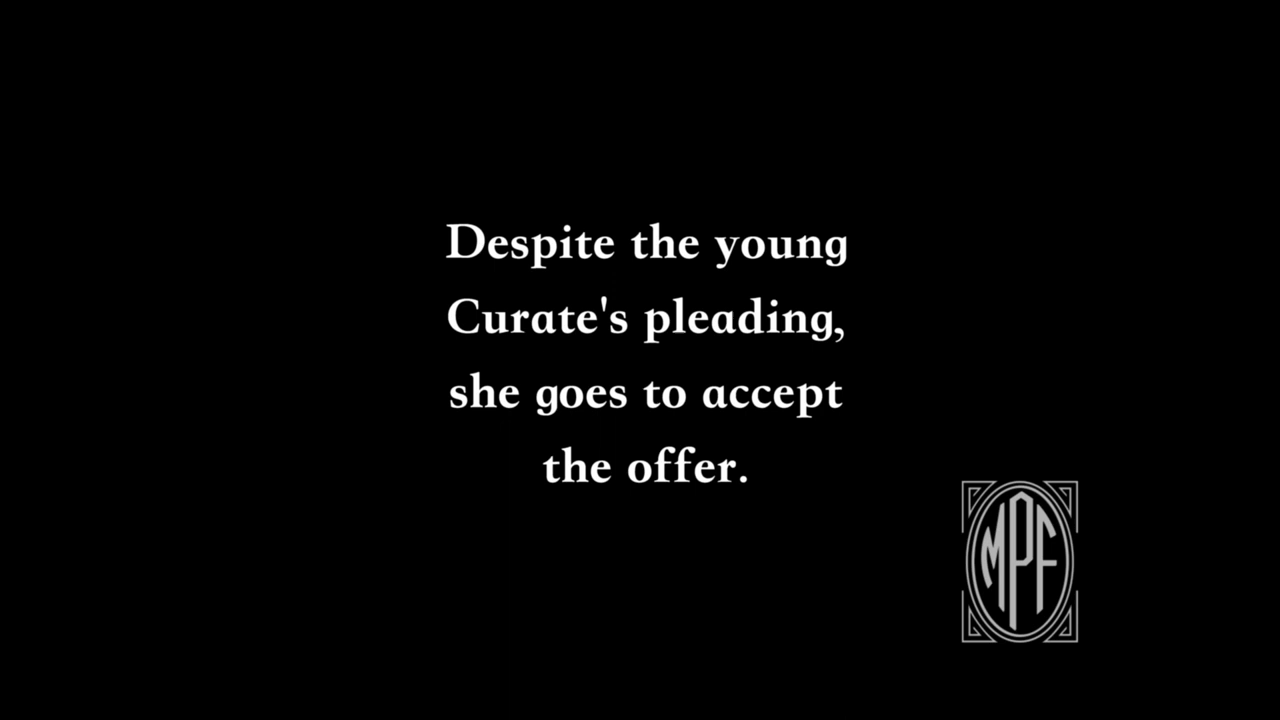 Despite the young
Curate's pleading,
she goes to accept
the offer.
MPF